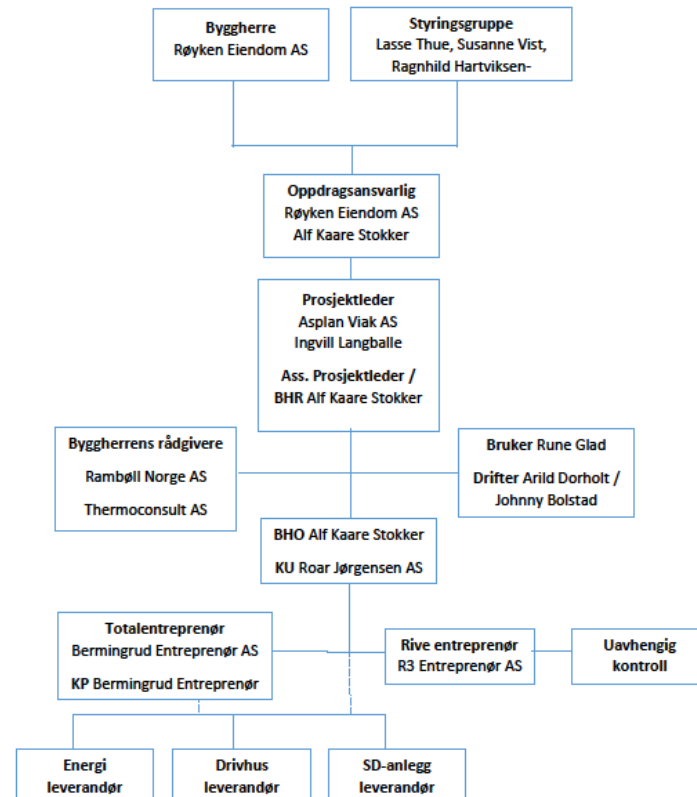 Byggherre
Røyken Eiendom AS
Styringsgruppe
Lasse Thue, Susanne Vist,
Ragnhild Hartviksen-
Oppdragsansvarlig
Røyken Eiendom AS
Alf Kaare Stokker
Prosjektleder
Asplan Viak AS
Ingvill Langballe
Ass. Prosjektleder /
BHR Alf Kaare Stokker
Byggherrens rådgivere
Rambøll Norge AS
Thermoconsult AS
Bruker Rune Glad
Drifter Arild Dorholt /
Johnny Bolstad
BHO Alf Kaare Stokker
KU Roar Jørgensen AS
Totalentreprenør
Bermingrud Entreprenør AS
KP Bermingrud Entreprenør
Rive entreprenør
R3 Entreprenør AS
Uavhengig
kontroll
Energi
leverandør
Drivhus
leverandør
SD-anlegg
leverandør